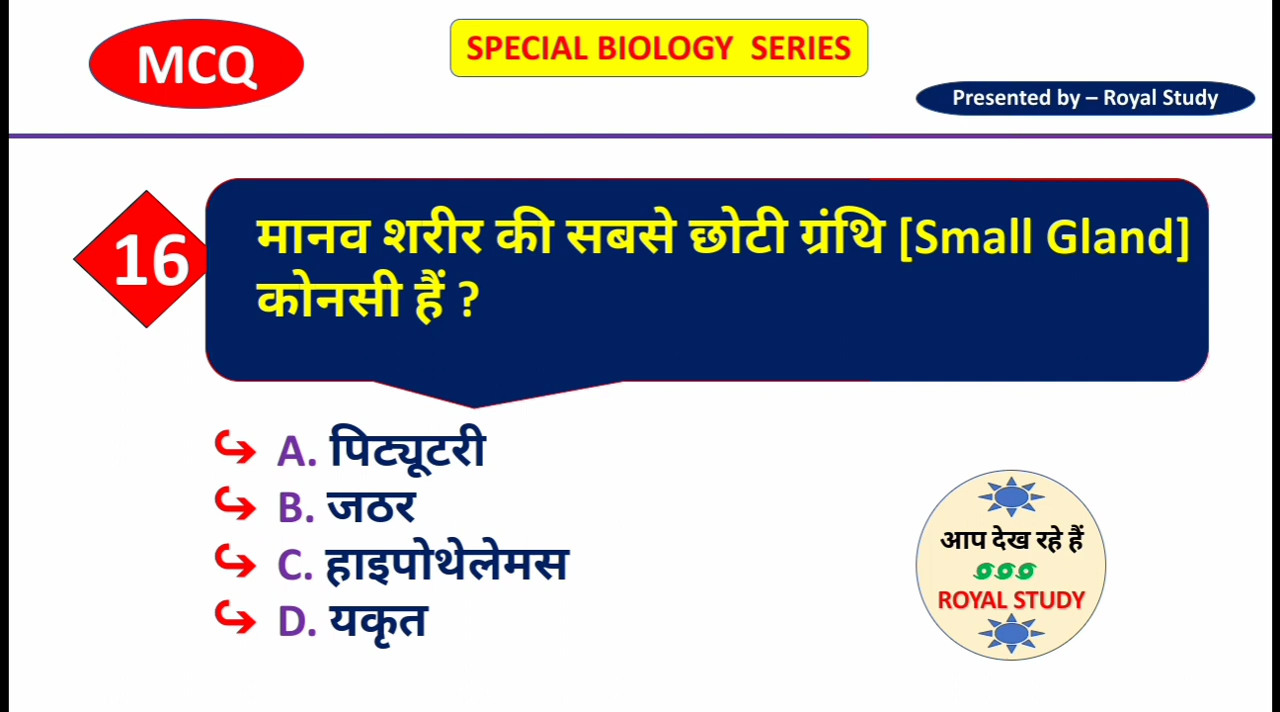 MCQ
SPECIAL BIOLOGY SERIES
Presented by – Royal Study
16
मानव शरीर की सबसे छोटी ग्रंथि [Small Gland]
कोनसी हैं ?
A. पिट्यूटरी
B. जठर
C. हाइपोथेलेमस
D. यकृत
आप देख रहे हैं
ROYAL STUDY